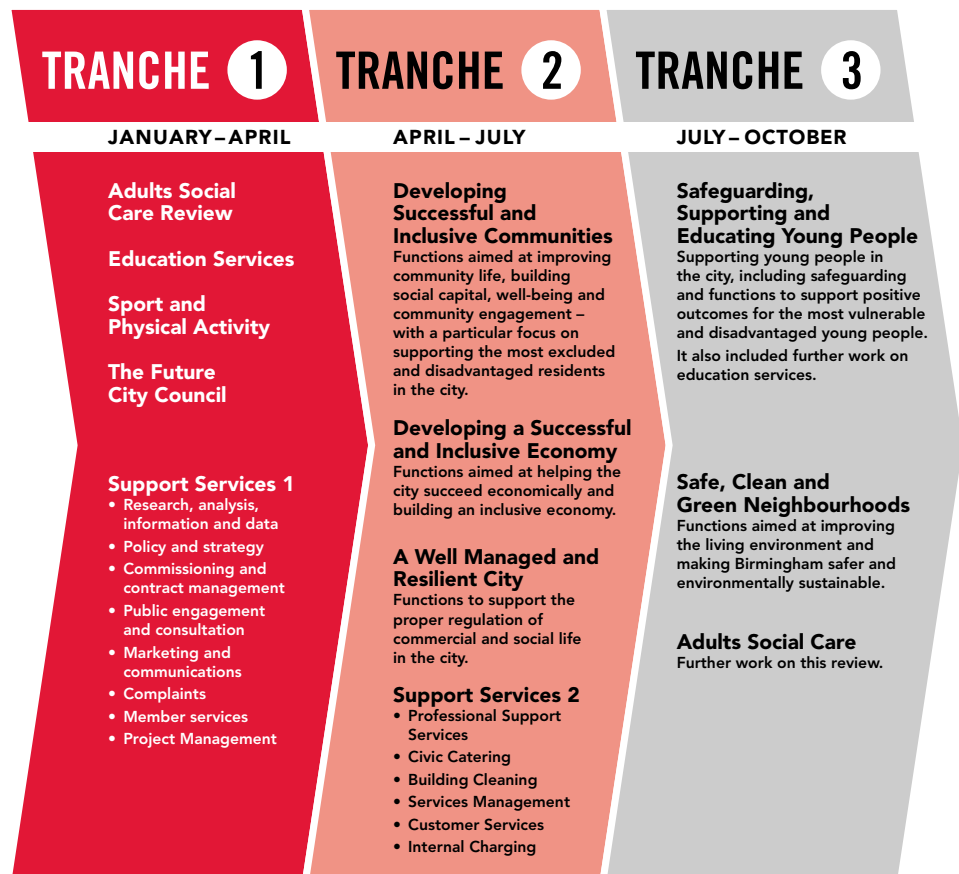 TRANCHE 1
JANUARY–APRIL
Adults Social
Care Review
Education Services
Sport and
Physical Activity
The Future
City Council
Support Services 1
• Research, analysis,
information and data
• Policy and strategy
• Commissioning and
contract management
• Public engagement
and consultation
• Marketing and
communications
• Complaints
• Member services
• Project Management
TRANCHE 2
APRIL – JULY
Developing
Successful and
Inclusive Communities
Functions aimed at improving
community life, building
social capital, well-being and
community engagement –
with a particular focus on
supporting the most excluded
and disadvantaged residents
in the city.
Developing a Successful
and Inclusive Economy
Functions aimed at helping the
city succeed economically and
building an inclusive economy.
A Well Managed and
Resilient City
Functions to support the
proper regulation of
commercial and social life
in the city.
Support Services 2
• Professional Support
Services
• Civic Catering
• Building Cleaning
• Services Management
• Customer Services
• Internal Charging
TRANCHE 3
JULY – OCTOBER
Safeguarding,
Supporting and
Educating Young People
Supporting young people in
the city, including safeguarding
and functions to support positive
outcomes for the most vulnerable
and disadvantaged young people.
It also included further work on
education services.
Safe, Clean and
Green Neighbourhoods
Functions aimed at improving
the living environment and
making Birmingham safer and
environmentally sustainable.
Adults Social Care
Further work on this review.